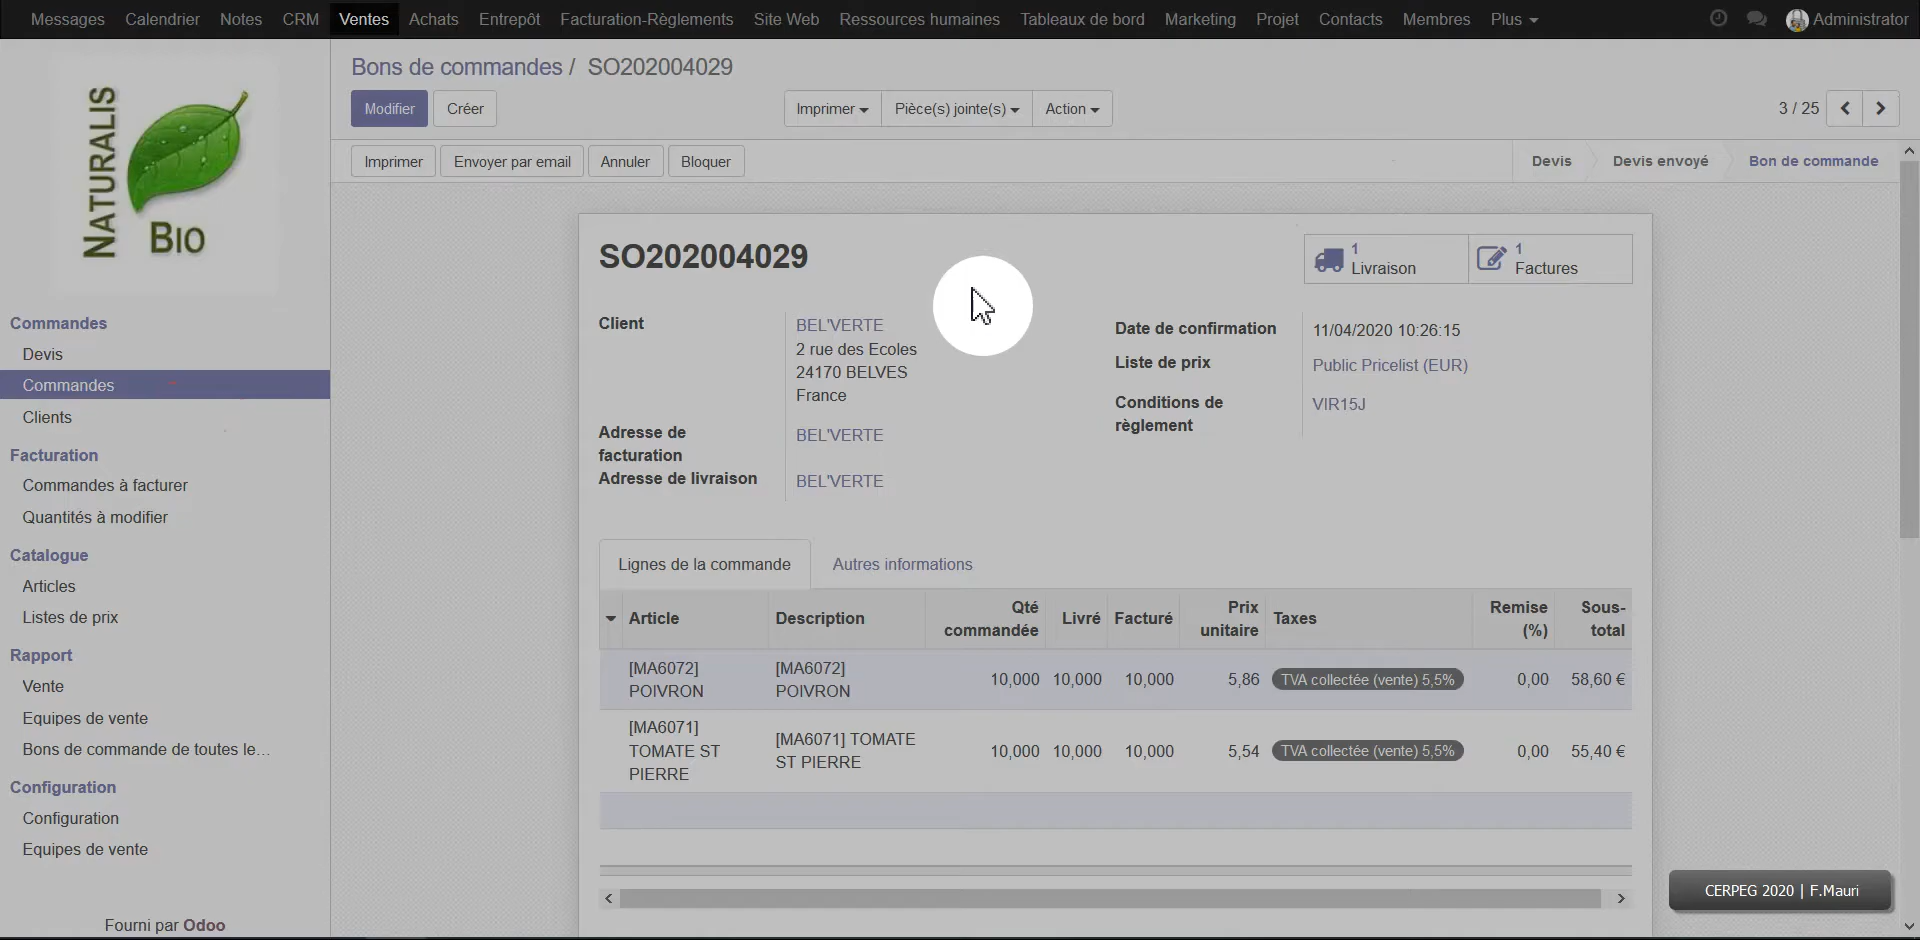 Messages Calendrier Notes CRM Ventes Achats Entrepôt Facturation-Règlements Site Web Ressources humaines Tableaux de bord Marketing Projet Contacts Membres Plus Administrator
NATURALIS
BIO
Commandes
Devis
Commandes
Clients
Facturation
Commandes à facturer
Quantités à modifier
Catalogue
Articles
Listes de prix
Rapport
Vente
Equipes de vente
Bons de commande de toutes le...
Configuration
Configuration
Equipes de vente
Fourni par Odoo
Bons de commandes / SO202004029
Modifier Créer Imprimer Pièce(s) jointe(s) Action 3 / 25
Imprimer Envoyer par email Annuler Bloquer Devis Devis envoyé Bon de commande
SO202004029
1
Livraison
1
Factures
Client
BEL'VERTE
2 rue des Ecoles
24170 BELVES
France
Adresse de
facturation
BEL'VERTE
Adresse de livraison
BEL'VERTE
Date de confirmation 11/04/2020 10:26:15
Liste de prix Public Pricelist (EUR)
Conditions de
règlement
VIR15J
Lignes de la commande Autres informations
Article
Description
Qté
commandée
Livré
Facturé
Prix
unitaire
Taxes
Remise
(%)
Sous-
total
[MA6072]
POIVRON
[MA6072]
POIVRON
10,000 10,000 10,000 5,86 TVA collectée (vente) 5,5% 0,00 58,60 €
[MA6071]
TOMATE ST
PIERRE
[MA6071] TOMATE
ST PIERRE
10,000 10,000 10,000 5,54 TVA collectée (vente) 5,5% 0,00 55,40 €
CERPEG 2020 | F.Mauri